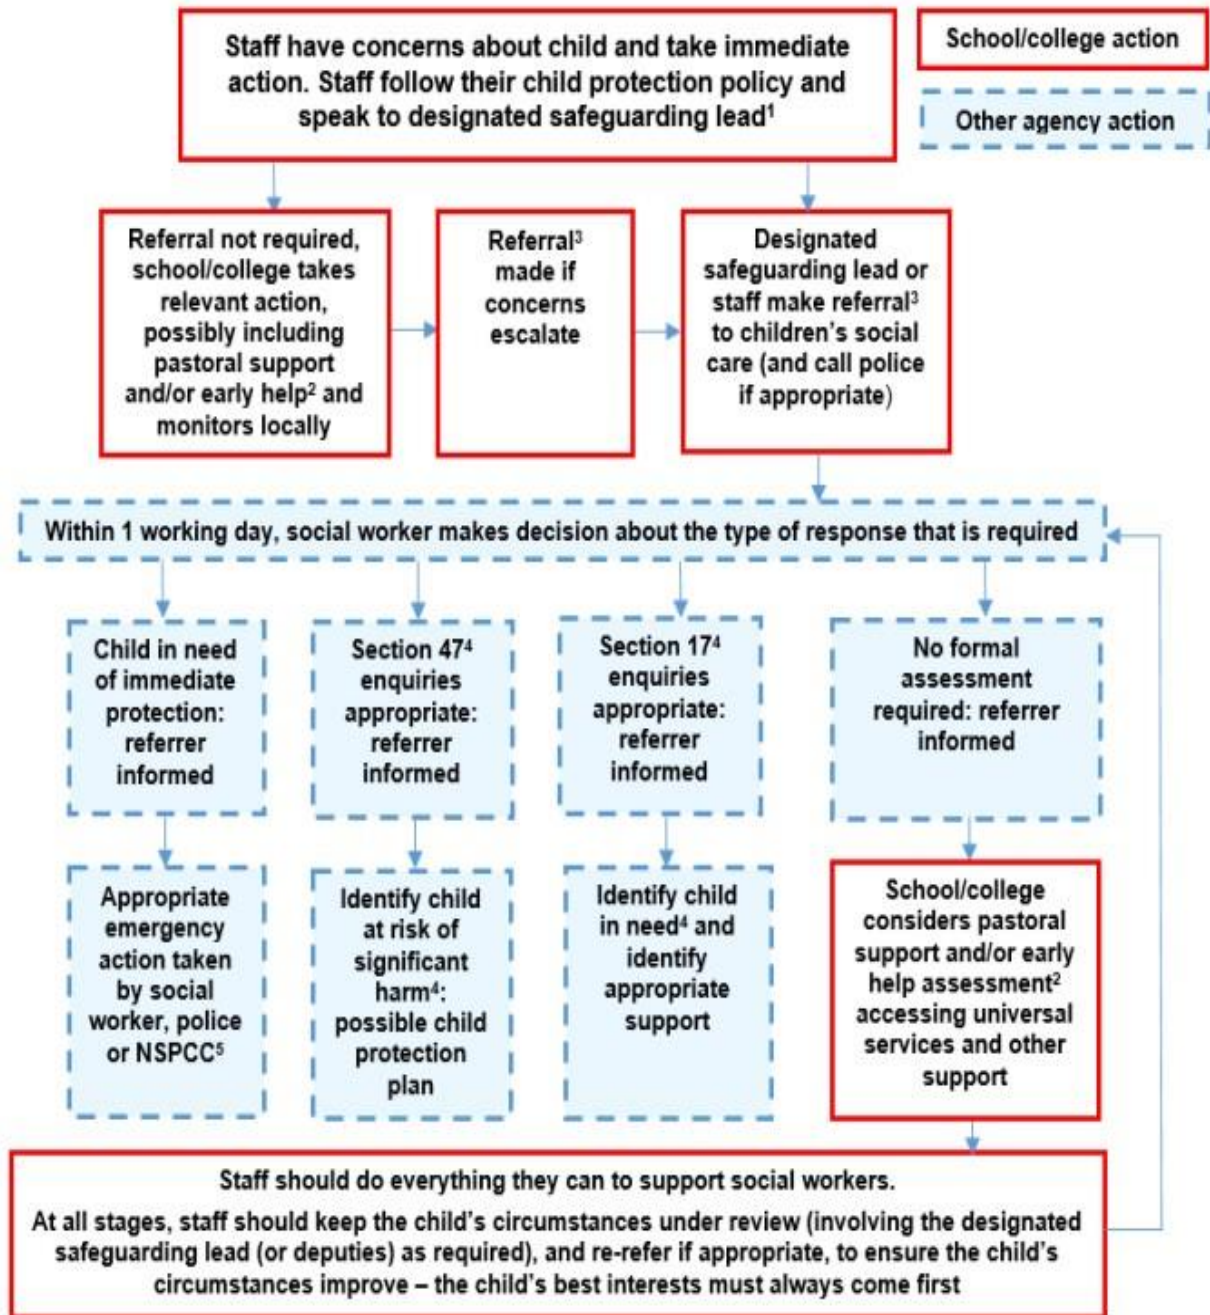 Staff have concerns about child and take immediate
action. Staff follow their child protection policy and
speak to designated safeguarding lead¹
School/college action
Other agency action
Referral not required,
school/college takes
relevant action,
possibly including
pastoral support
and/or early help² and
monitors locally
Referral³
made if
concerns
escalate
Designated
safeguarding lead or
staff make referral³
to children’s social
care (and call police
if appropriate)
Within 1 working day, social worker makes decision about the type of response that is required
Child in need
of immediate
protection:
referrer
informed
Section 47⁴
enquiries
appropriate:
referrer
informed
Section 17⁴
enquiries
appropriate:
referrer
informed
No formal
assessment
required: referrer
informed
Appropriate
emergency
action taken
by social
worker, police
or NSPCC⁵
Identify child
at risk of
significant
harm⁴:
possible child
protection
plan
Identify child
in need⁴ and
identify
appropriate
support
School/college
considers pastoral
support and/or early
help assessment²
accessing universal
services and other
support
Staff should do everything they can to support social workers.
At all stages, staff should keep the child’s circumstances under review (involving the designated
safeguarding lead (or deputies) as required), and re-refer if appropriate, to ensure the child’s
circumstances improve – the child’s best interests must always come first